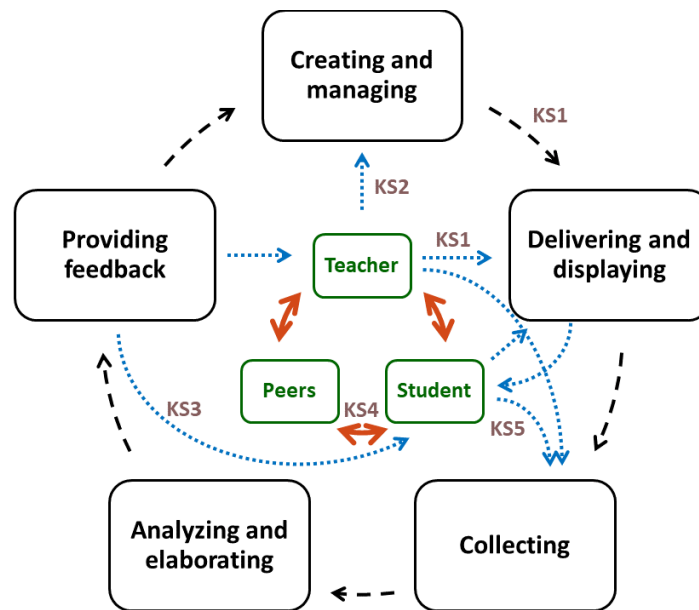 Creating and
managing
KS1
KS2
Providing
feedback
Teacher
KS1
Delivering and
displaying
Peers
KS4
Student
KS3
KS5
Analyzing and
elaborating
Collecting